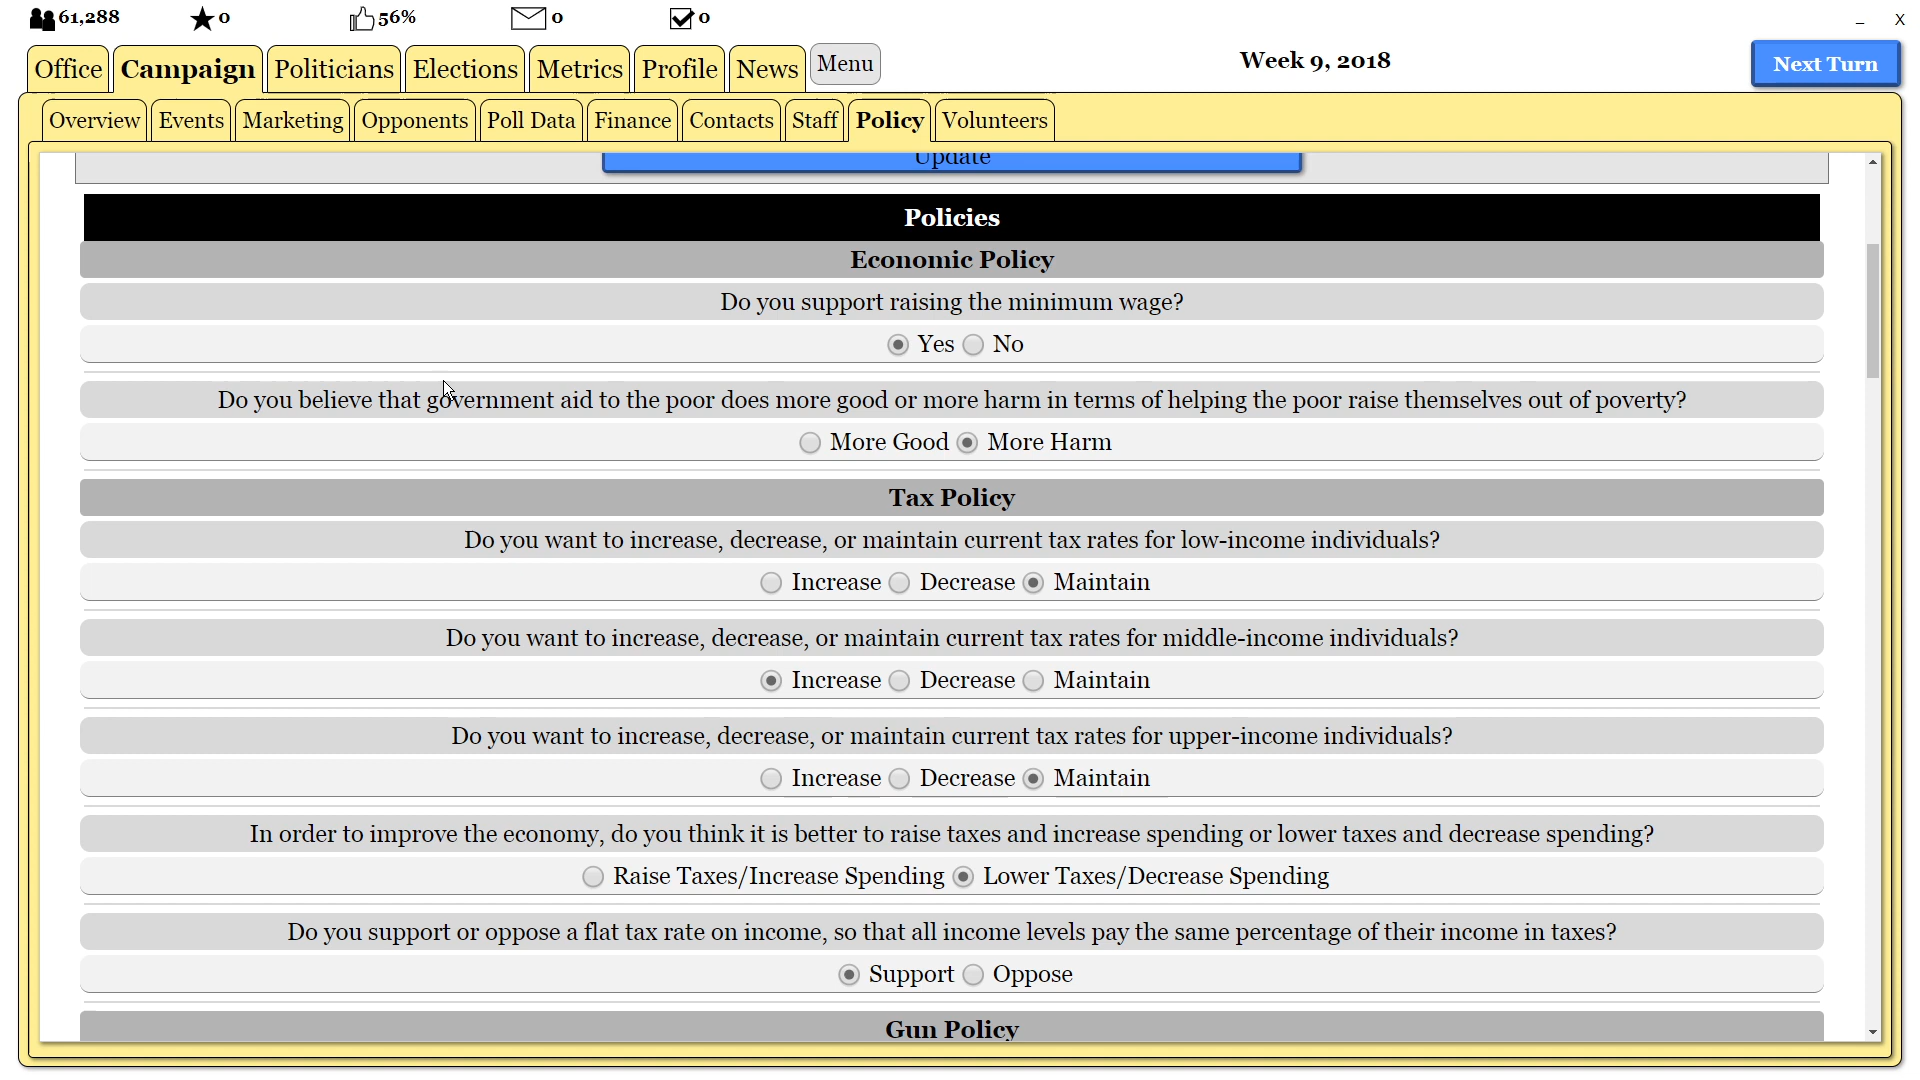 61,288 0 56% 0 0 _ X
Office Campaign Politicians Elections Metrics Profile News Menu Week 9, 2018 Next Turn
Overview Events Marketing Opponents Poll Data Finance Contacts Staff Policy Volunteers
Update
Policies
Economic Policy
Do you support raising the minimum wage?
Yes No
Do you believe that government aid to the poor does more good or more harm in terms of helping the poor raise themselves out of poverty?
More Good More Harm
Tax Policy
Do you want to increase, decrease, or maintain current tax rates for low-income individuals?
Increase Decrease Maintain
Do you want to increase, decrease, or maintain current tax rates for middle-income individuals?
Increase Decrease Maintain
Do you want to increase, decrease, or maintain current tax rates for upper-income individuals?
Increase Decrease Maintain
In order to improve the economy, do you think it is better to raise taxes and increase spending or lower taxes and decrease spending?
Raise Taxes/Increase Spending Lower Taxes/Decrease Spending
Do you support or oppose a flat tax rate on income, so that all income levels pay the same percentage of their income in taxes?
Support Oppose
Gun Policy